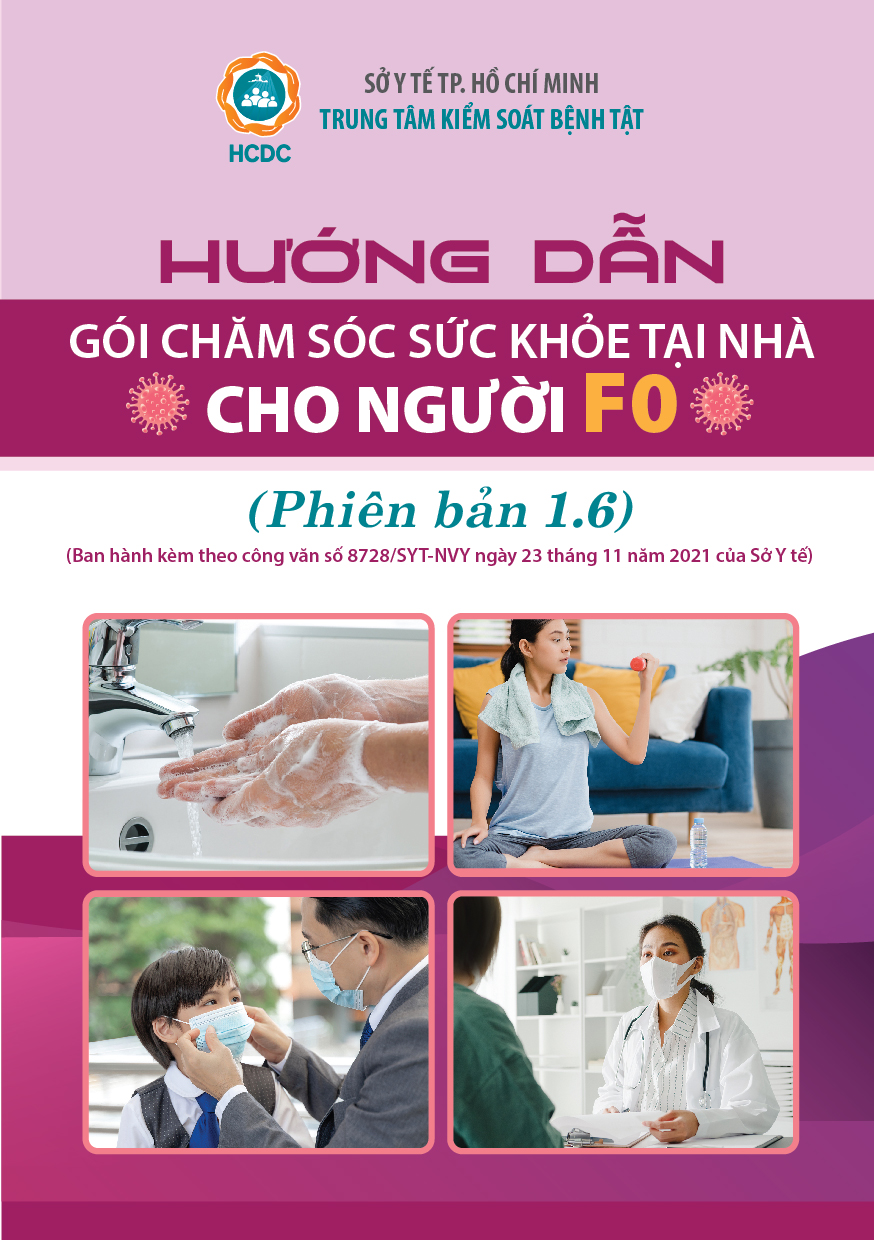 SỞ Y TẾ TP. HỒ CHÍ MINH
TRUNG TÂM KIỂM SOÁT BỆNH TẬT
HCDC
HƯỚNG DẪN
GÓI CHĂM SÓC SỨC KHỎE TẠI NHÀ
CHO NGƯỜI F0
(Phiên bản 1.6)
(Ban hành kèm theo công văn số 8728/SYT-NVY ngày 23 tháng 11 năm 2021 của Sở Y tế)